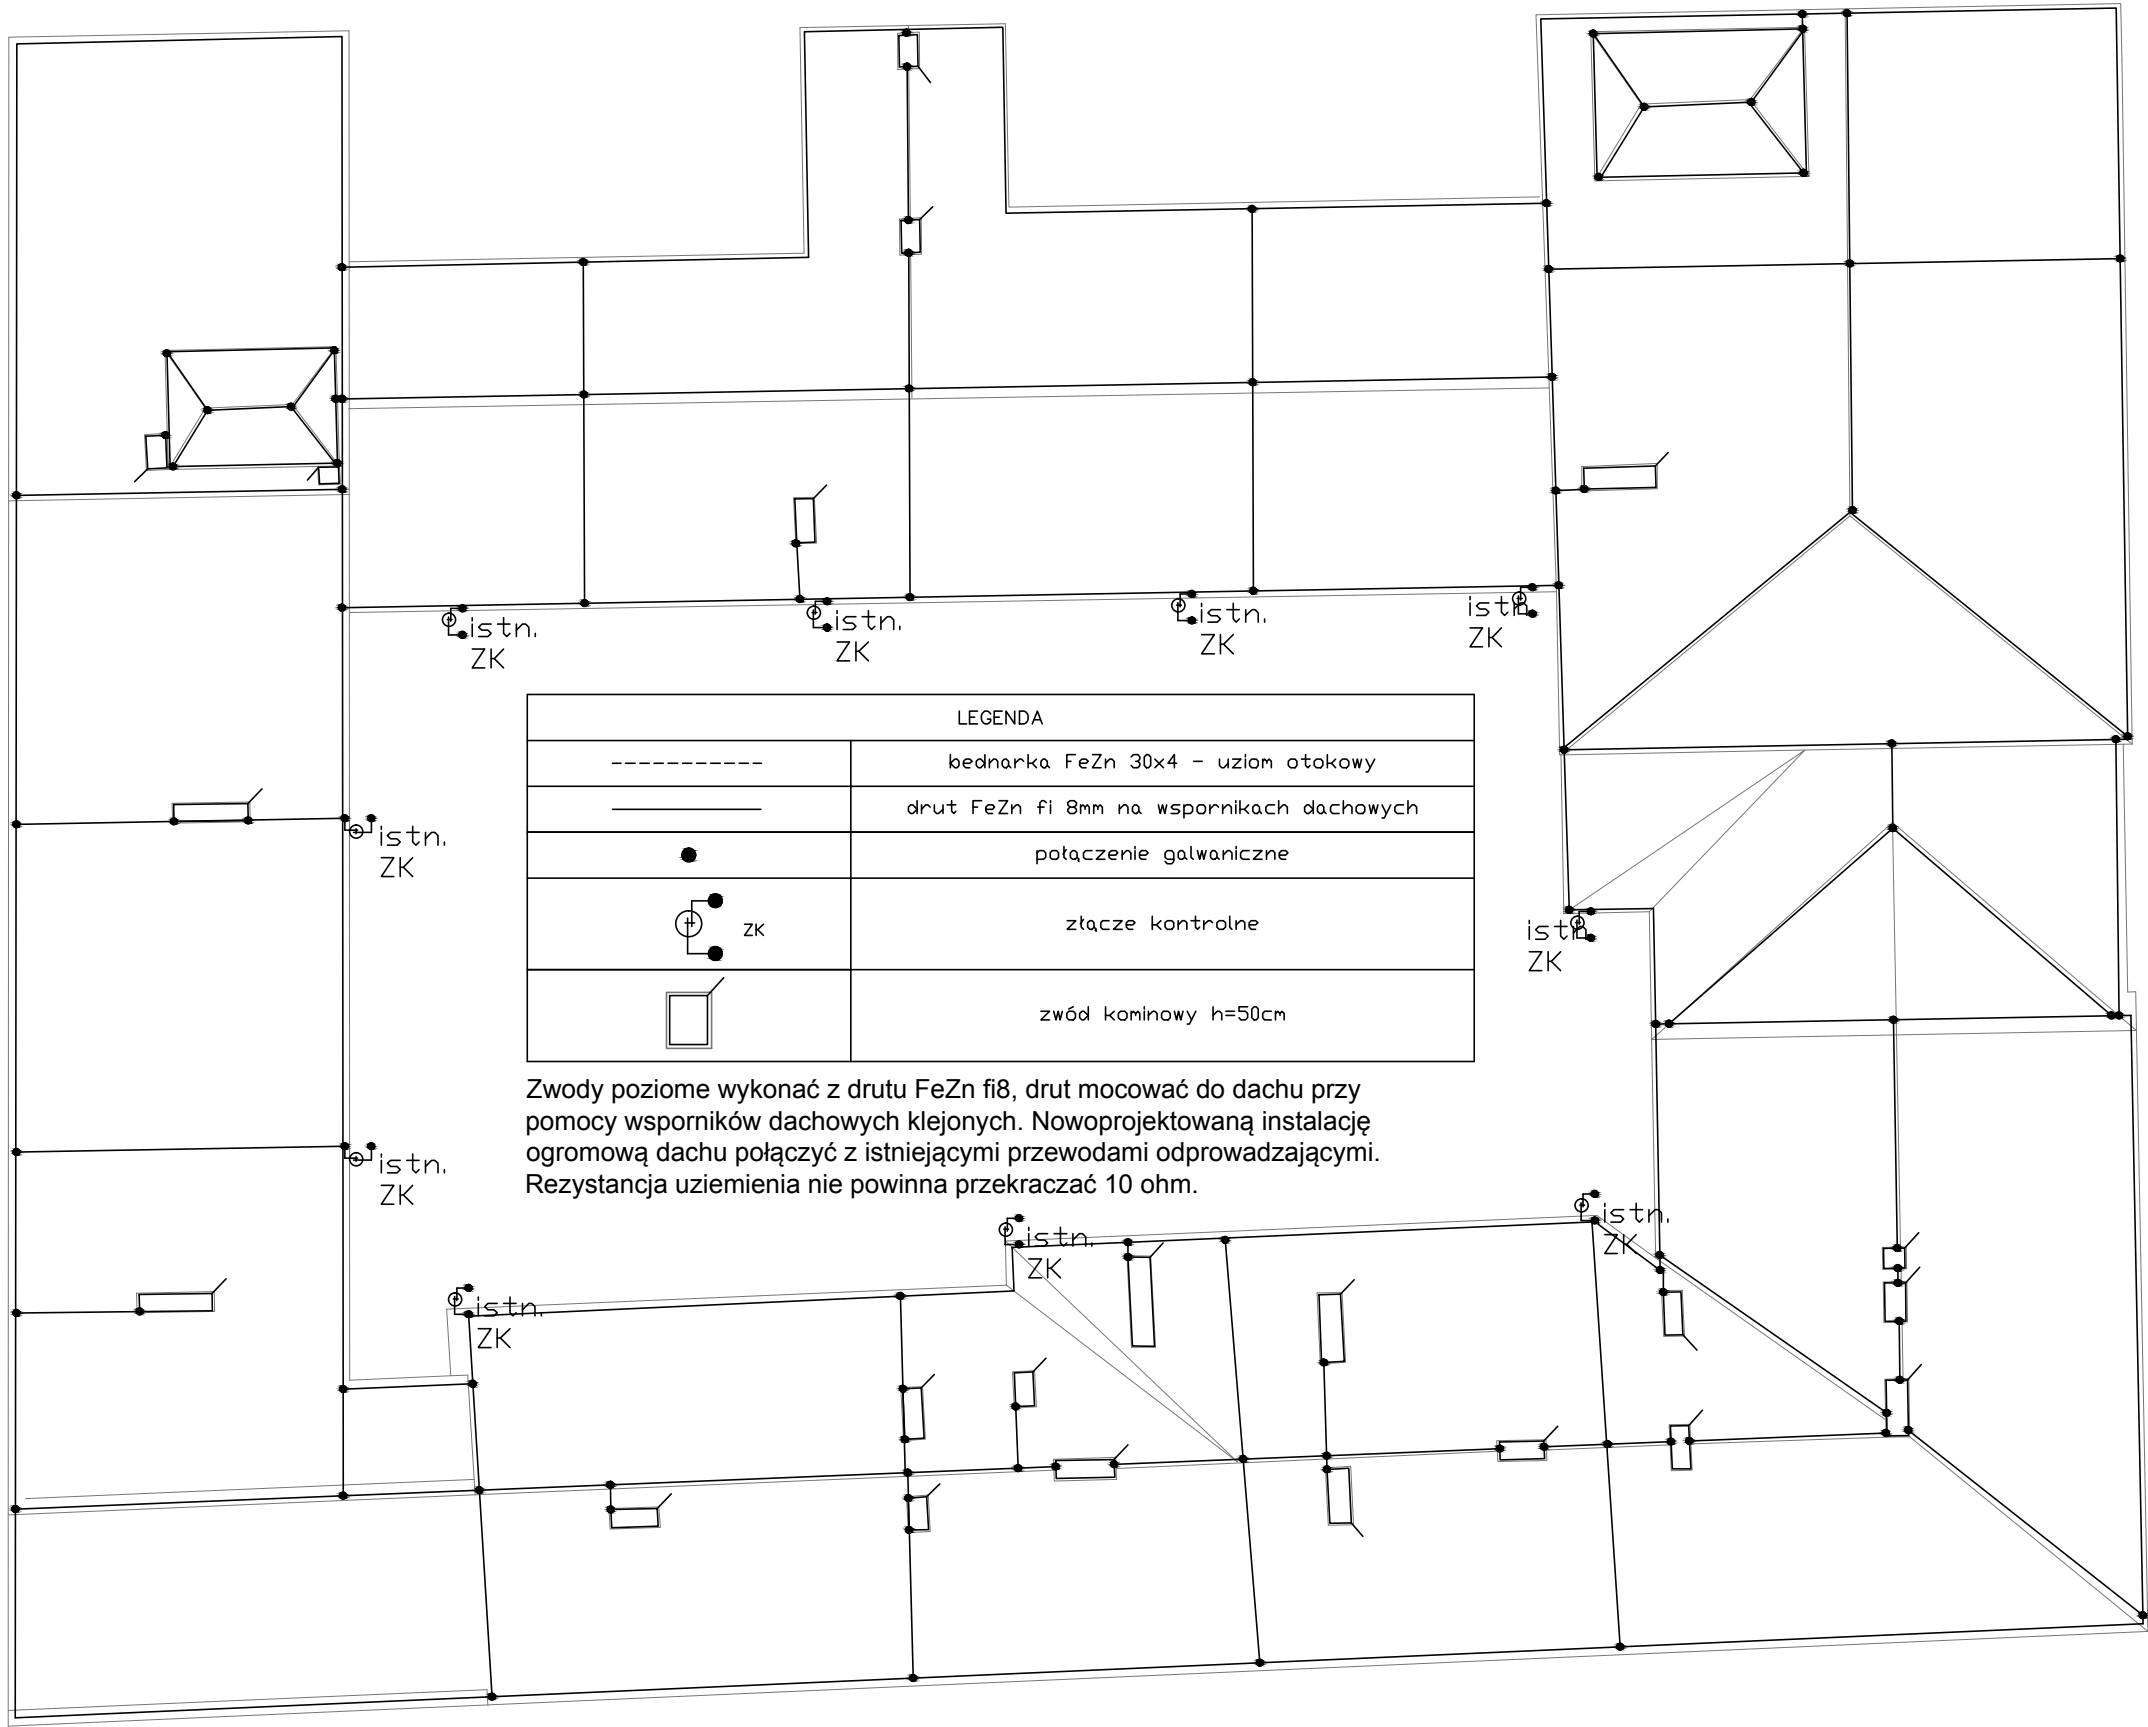 istn.
ZK
istn.
ZK
istn.
ZK
istn.
ZK
LEGENDA
bednarka FeZn 30x4 - uziom otokowy
drut FeZn fi 8mm na wspornikach dachowych
połączenie galwaniczne
ZK
złącze kontrolne
zwód kominowy h=50cm
istn.
ZK
istn.
ZK
Zwody poziome wykonać z drutu FeZn fi8, drut mocować do dachu przy
pomocy wsporników dachowych klejonych. Nowoprojektowaną instalację
ogromową dachu połączyć z istniejącymi przewodami odprowadzającymi.
Rezystancja uziemienia nie powinna przekraczać 10 ohm.
istn.
ZK
istn.
ZK
istn.
ZK
istn.
ZK